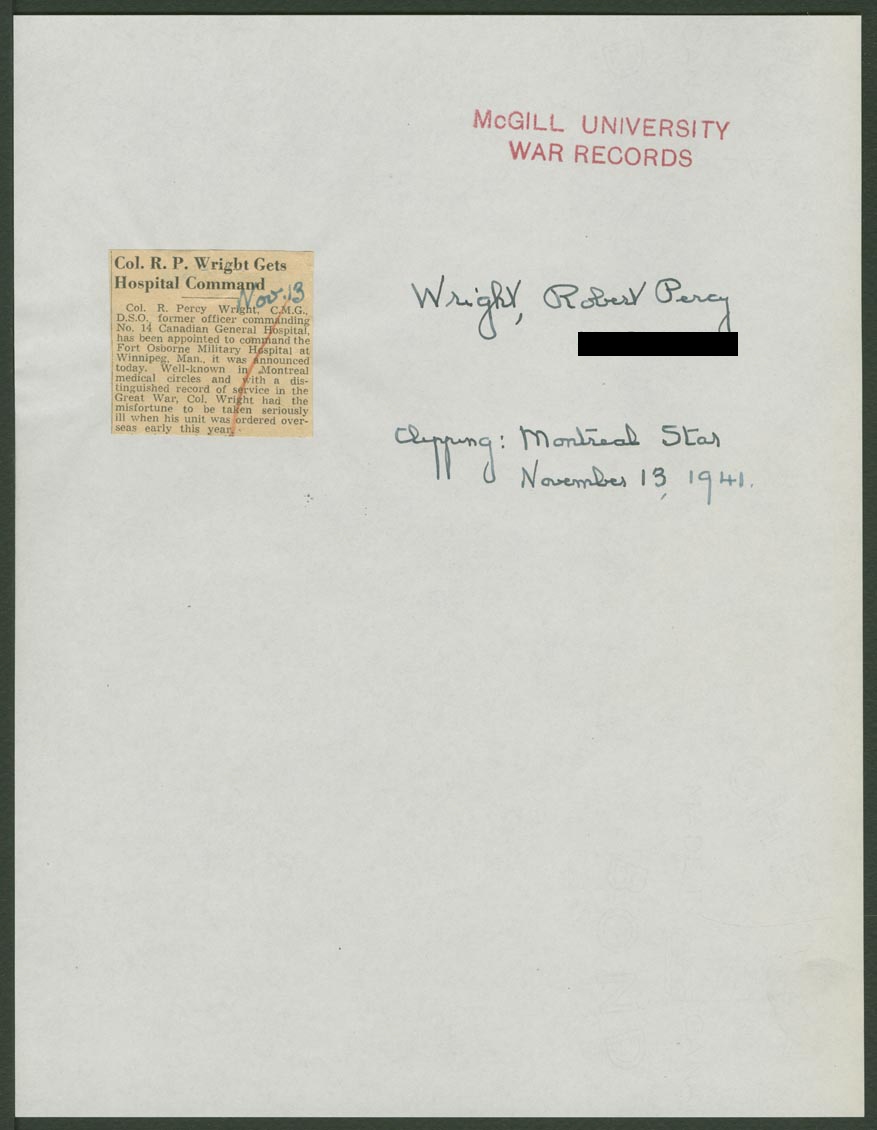 McGILL UNIVERSITY
WAR RECORDS
Col. R. P. Wright Gets
Hospital Command
Nov. 13
Col. R. Percy Wright, C.M.G.,
D.S.O. former officer commanding
No. 14 Canadian General Hospital,
has been appointed to command the
Fort Osborne Military Hospital at
Winnipeg, Man., it was announced
today. Well-known in Montreal
medical circles and with a dis-
tinguished record of service in the
Great War, Col. Wright had the
misfortune to be taken seriously
ill when his unit was ordered over-
seas early this year.
Wright, Robert Percy
Clipping: Montreal Star
November 13, 1941.
BOND